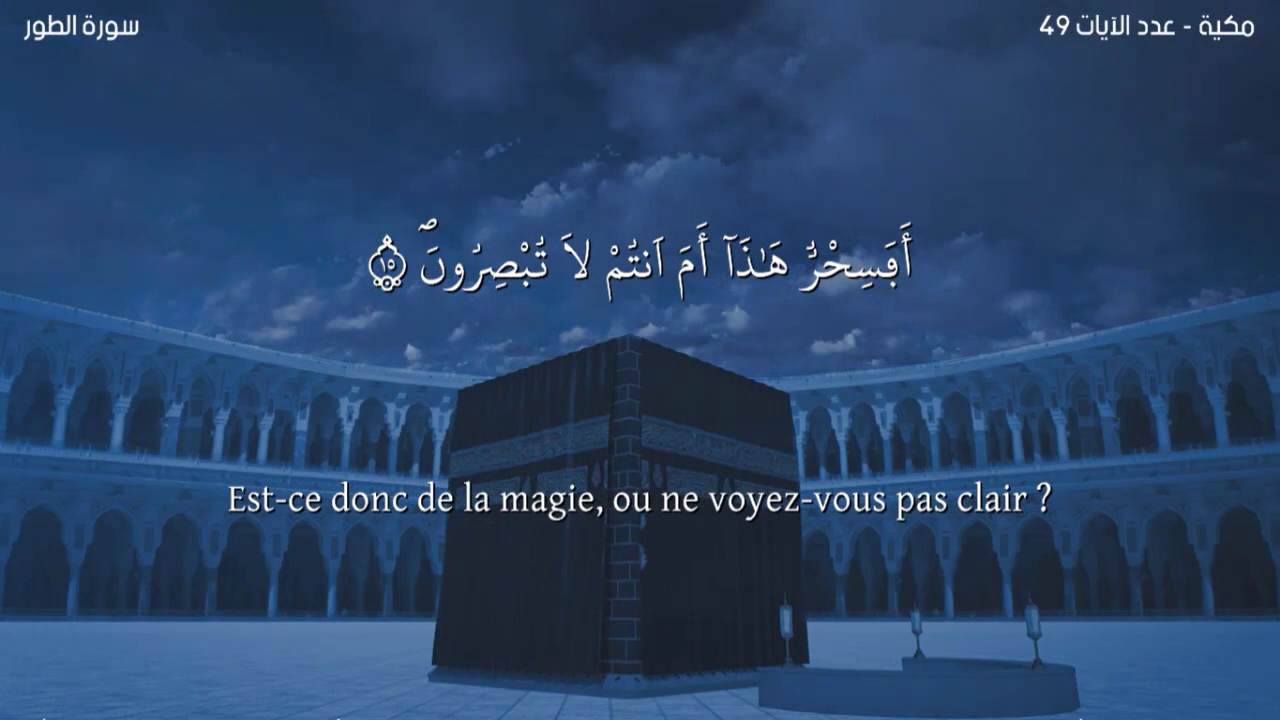 مكية - عدد الآيات 49
سورة الطور
أَفَسِحْرٌ هَٰذَآ أَمَ اَنتُمْ لَا تُبْصِرُونَۖ ۝١٥
Est-ce donc de la magie, ou ne voyez-vous pas clair ?